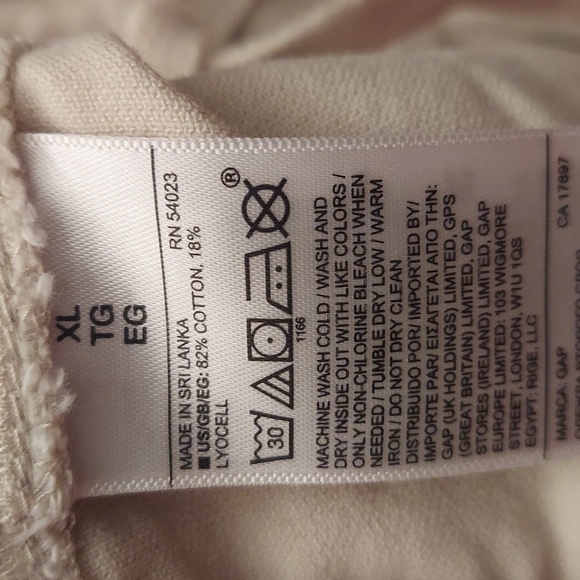 XL
TG
EG
MADE IN SRI LANKA RN 54023
US/GB/EG: 82% COTTON, 18%
LYOCELL
30
1166
®
MACHINE WASH COLD / WASH AND
DRY INSIDE OUT WITH LIKE COLORS /
ONLY NON-CHLORINE BLEACH WHEN
NEEDED / TUMBLE DRY LOW / WARM
IRON / DO NOT DRY CLEAN
DISTRIBUIDO POR/ IMPORTED BY/
IMPORTE PAR/ ΕΙΣΑΓΕΤΑΙ ΑΠΟ ΤΗΝ:
GAP (UK HOLDINGS) LIMITED, GPS
(GREAT BRITAIN) LIMITED, GAP
STORES (IRELAND) LIMITED, GAP
EUROPE LIMITED: 103 WIGMORE
STREET, LONDON, W1U 1QS
EGYPT: RIGE, LLC
MARCA: GAP CA 17897